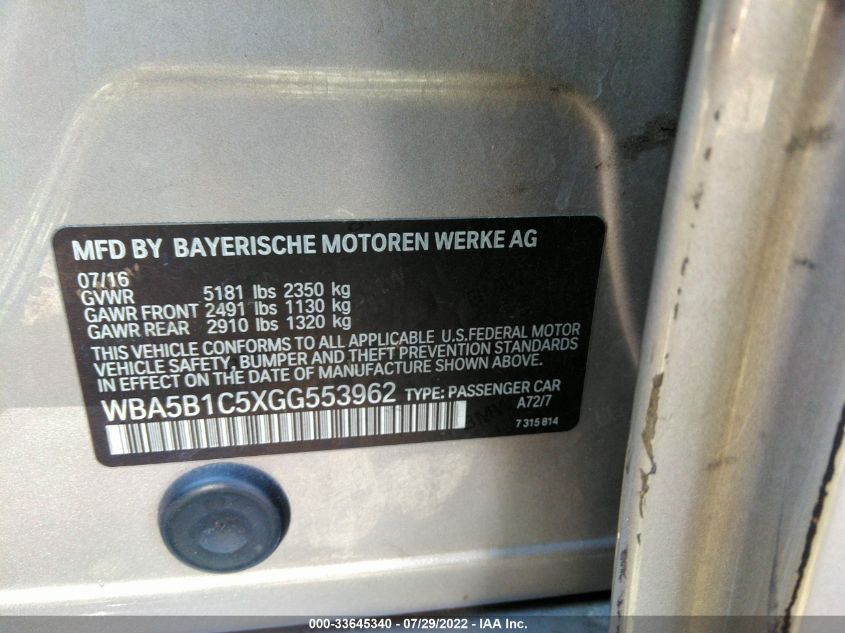 MFD BY BAYERISCHE MOTOREN WERKE AG
07/16
GVWR 5181 lbs 2350 kg
GAWR FRONT 2491 lbs 1130 kg
GAWR REAR 2910 lbs 1320 kg
THIS VEHICLE CONFORMS TO ALL APPLICABLE U.S.FEDERAL MOTOR
VEHICLE SAFETY, BUMPER AND THEFT PREVENTION STANDARDS
IN EFFECT ON THE DATE OF MANUFACTURE SHOWN ABOVE.
WBA5B1C5XGG553962 TYPE: PASSENGER CAR
A72/7
7 315 814
000-33645340 - 07/29/2022 - IAA Inc.